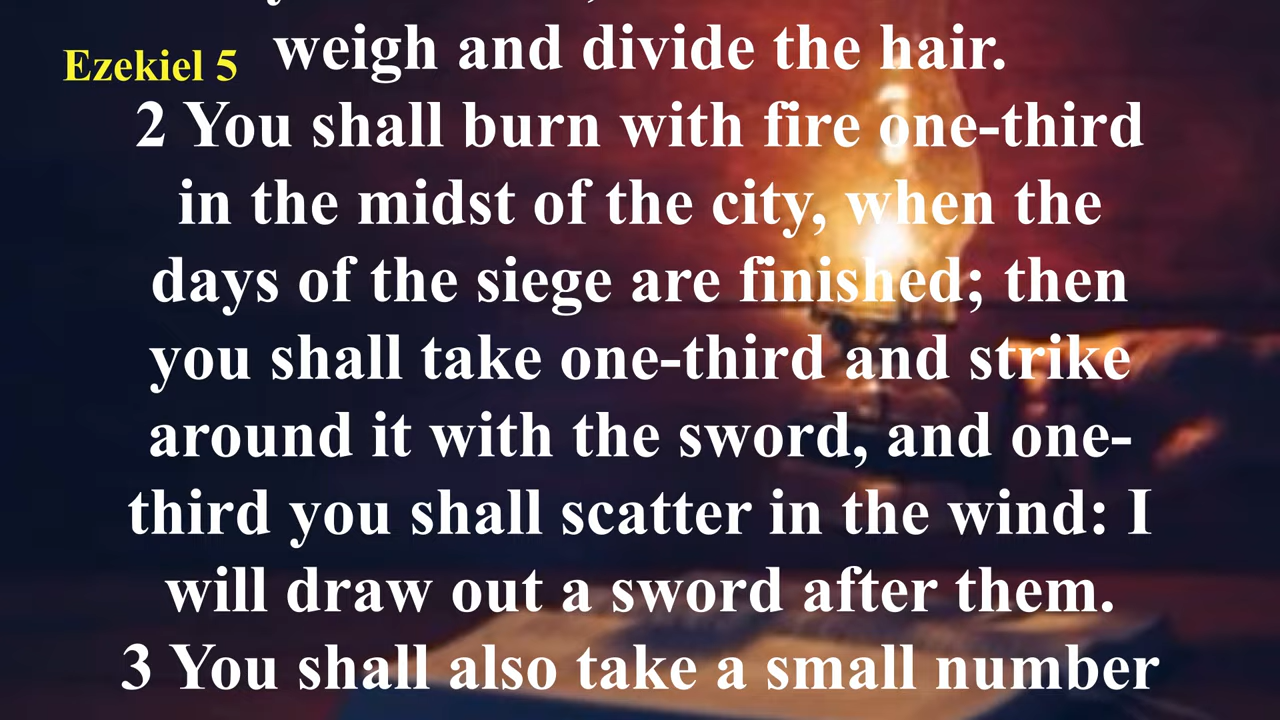 Ezekiel 5
weigh and divide the hair.
2 You shall burn with fire one-third
in the midst of the city, when the
days of the siege are finished; then
you shall take one-third and strike
around it with the sword, and one-
third you shall scatter in the wind: I
will draw out a sword after them.
3 You shall also take a small number